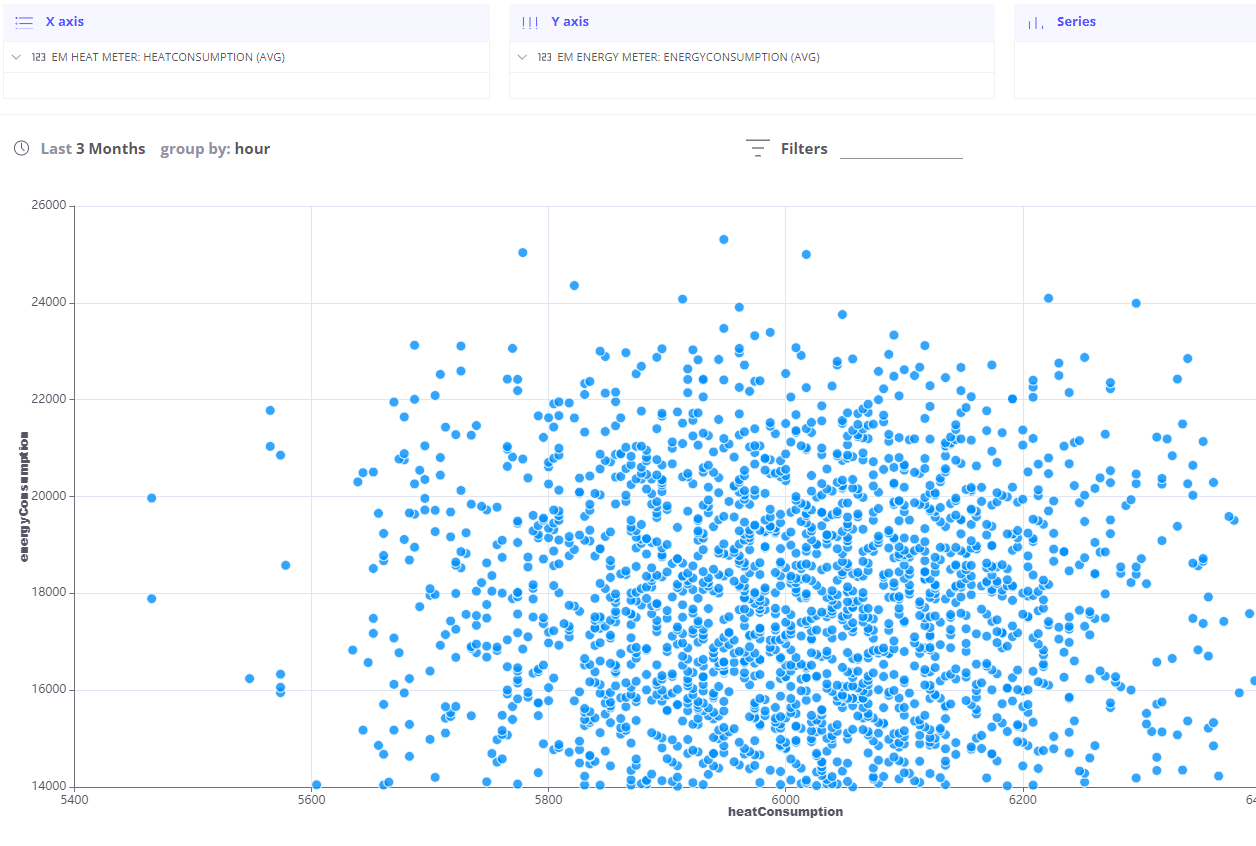 X axis
Y axis
Series
123 EM HEAT METER: HEATCONSUMPTION (AVG)
123 EM ENERGY METER: ENERGYCONSUMPTION (AVG)
Last 3 Months group by: hour
Filters
26000
24000
22000
20000
18000
16000
14000
energyConsumption
5400
5600
5800
6000
6200
heatConsumption